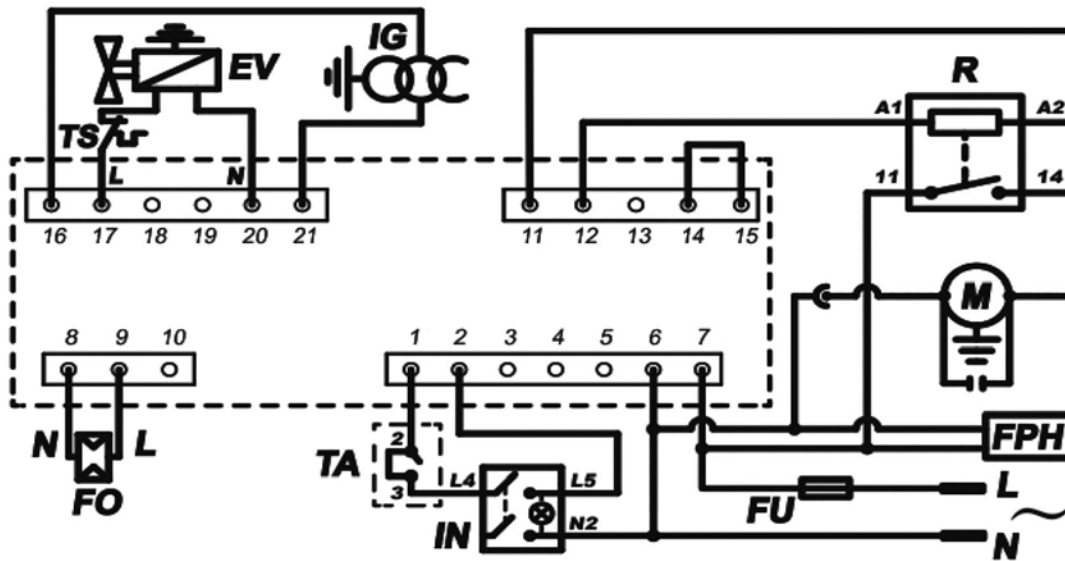 IG
EV
R
A1 A2
TS
L N
11 14
16 17 18 19 20 21
11 12 13 14 15
M
8 9 10
1 2 3 4 5 6 7
N L
FO
TA
2
3
L4 L5
FPH
FU
L
IN
N2
N